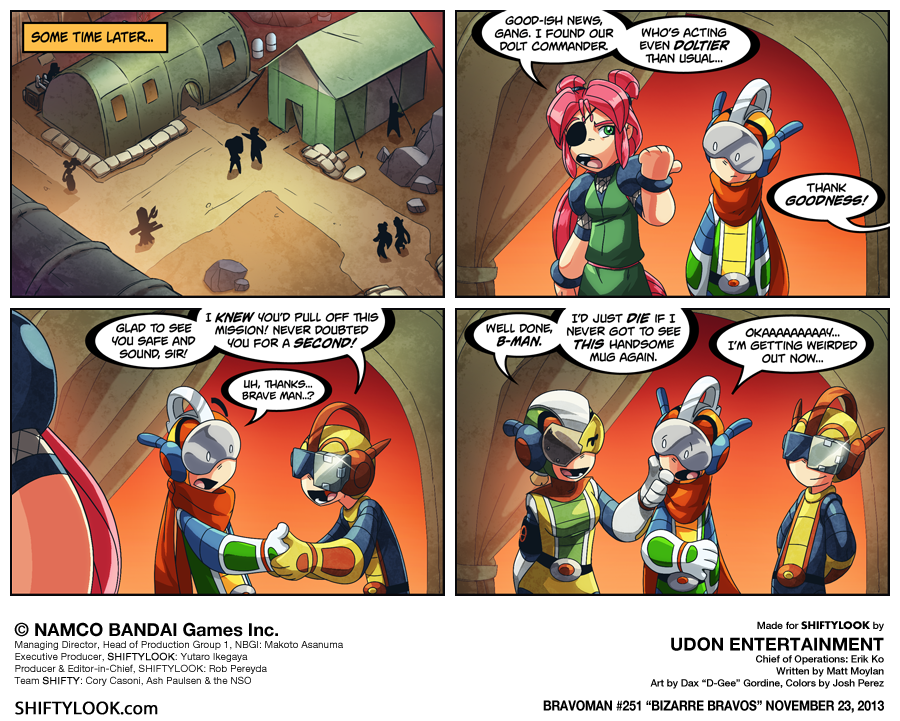 SOME TIME LATER...
GOOD-ISH NEWS,
GANG. I FOUND OUR
DOLT COMMANDER.
WHO'S ACTING
EVEN DOLTIER
THAN USUAL...
THANK
GOODNESS!
GLAD TO SEE
YOU SAFE AND
SOUND, SIR!
I KNEW YOU'D PULL OFF THIS
MISSION! NEVER DOUBTED
YOU FOR A SECOND!
UH, THANKS...
BRAVE MAN..?
WELL DONE,
B-MAN.
I'D JUST DIE IF I
NEVER GOT TO SEE
THIS HANDSOME
MUG AGAIN.
OKAAAAAAAAAY...
I'M GETTING WEIRDED
OUT NOW...
© NAMCO BANDAI Games Inc.
Managing Director, Head of Production Group 1, NBGI: Makoto Asanuma
Executive Producer, SHIFTYLOOK: Yutaro Ikegaya
Producer & Editor-in-Chief, SHIFTYLOOK: Rob Pereyda
Team SHIFTY: Cory Casoni, Ash Paulsen & the NSO
SHIFTYLOOK.com
Made for SHIFTYLOOK by
UDON ENTERTAINMENT
Chief of Operations: Erik Ko
Written by Matt Moylan
Art by Dax “D-Gee” Gordine, Colors by Josh Perez
BRAVOMAN #251 “BIZARRE BRAVOS” NOVEMBER 23, 2013